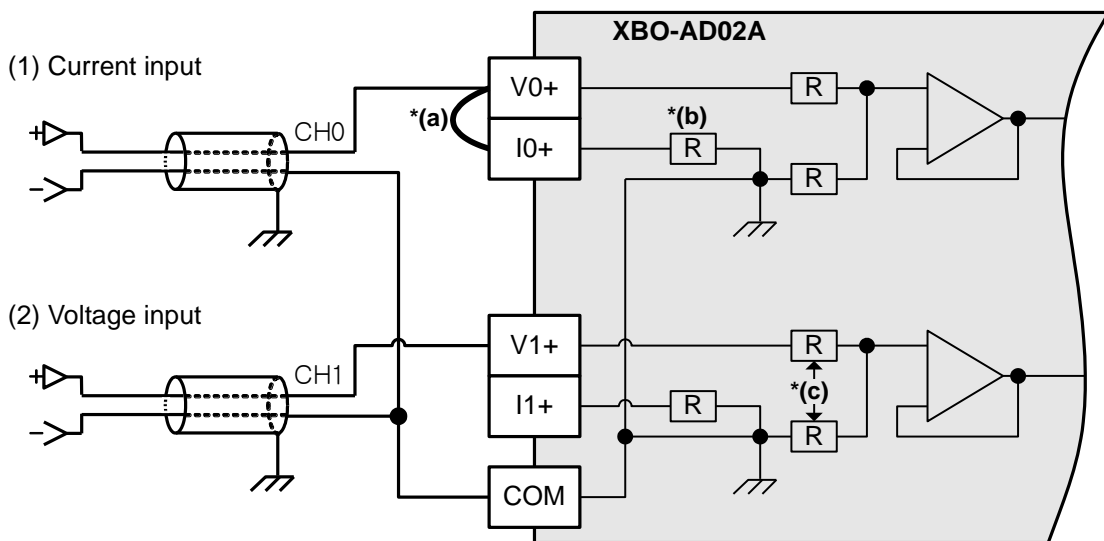 XBO-AD02A
(1) Current input
V0+
*(a)
CH0
I0+
*(b)
R
R
R
+
−
(2) Voltage input
V1+
CH1
I1+
R
R
*(c)
R
+
−
COM